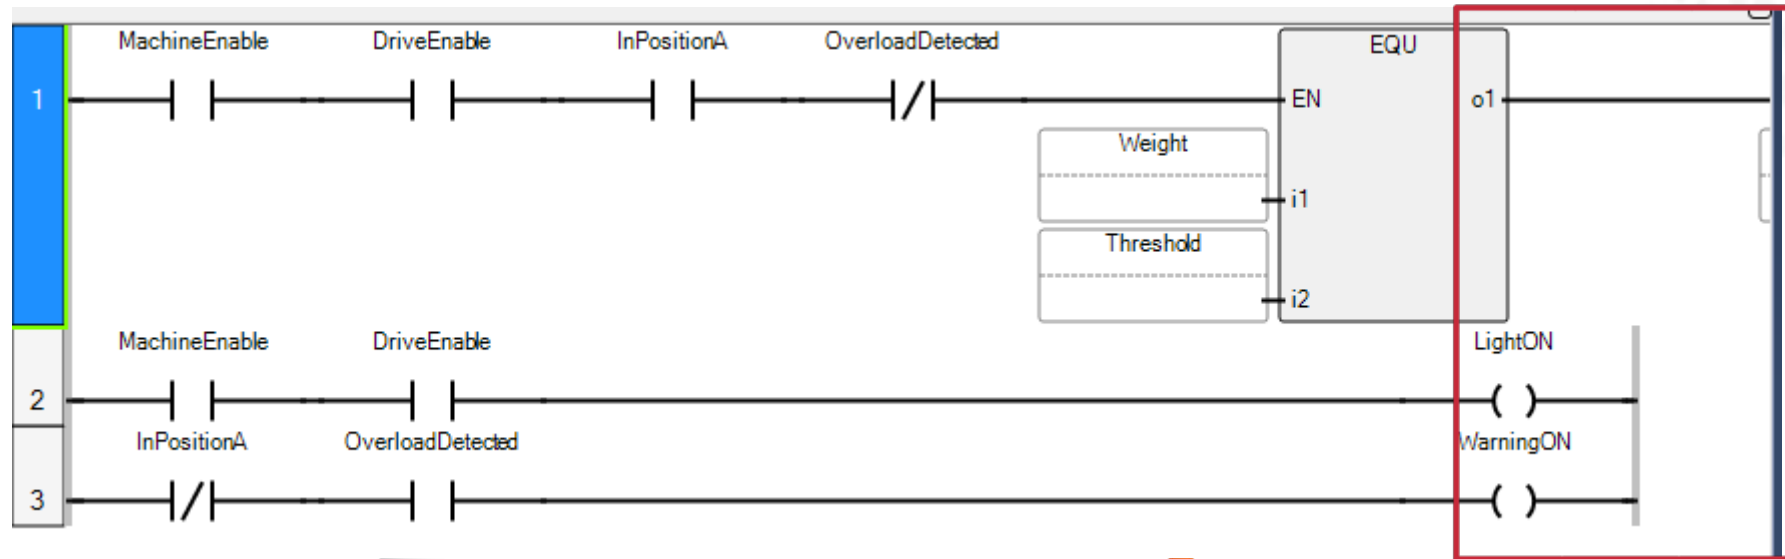 MachineEnable DriveEnable InPositionA OverloadDetected EQU
1 EN o1
Weight
i1
Threshold
i2
MachineEnable DriveEnable LightON
2
InPositionA OverloadDetected WarningON
3